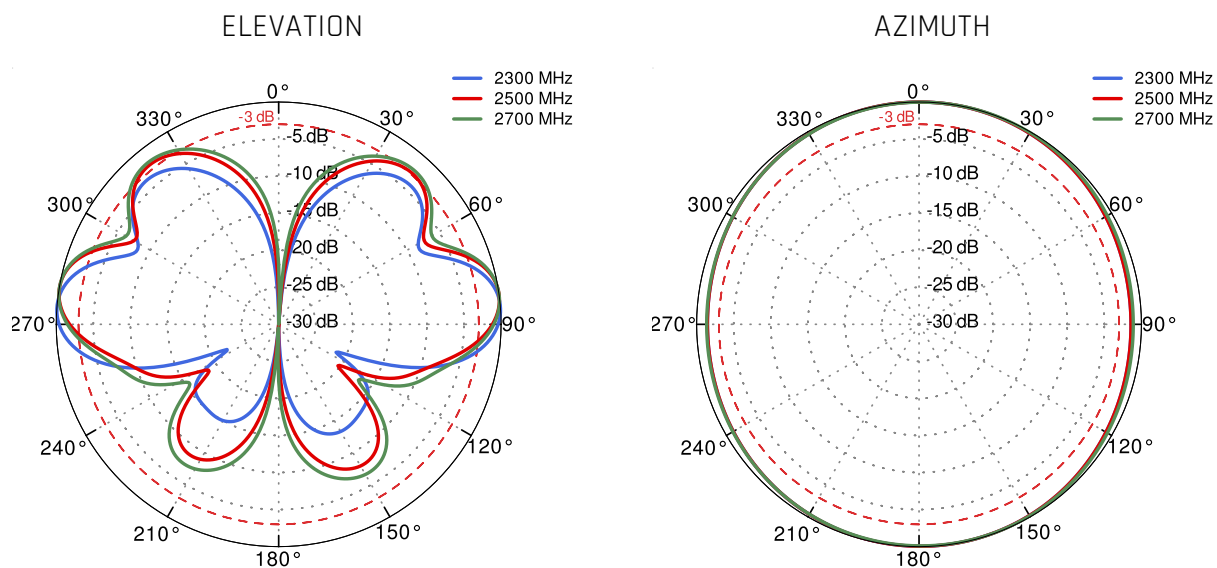 ELEVATION
2300 MHz
2500 MHz
2700 MHz
0°
-3 dB
330°
30°
-5 dB
-10 dB
-15 dB
300°
60°
-20 dB
-25 dB
-30 dB
270°
90°
240°
120°
210°
150°
180°
AZIMUTH
2300 MHz
2500 MHz
2700 MHz
0°
-3 dB
330°
30°
-5 dB
-10 dB
-15 dB
300°
60°
-20 dB
-25 dB
-30 dB
270°
90°
240°
120°
210°
150°
180°